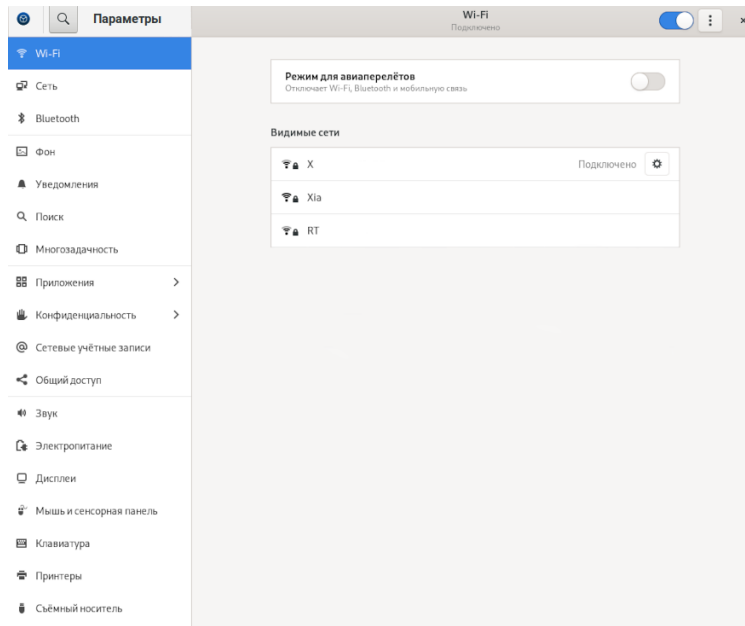 Параметры
Wi-Fi
Подключено
Wi-Fi
Сеть
Bluetooth
Фон
Уведомления
Поиск
Многозадачность
Приложения
Конфиденциальность
Сетевые учётные записи
Общий доступ
Звук
Электропитание
Дисплеи
Мышь и сенсорная панель
Клавиатура
Принтеры
Съёмный носитель
Режим для авиаперелётов
Отключает Wi-Fi, Bluetooth и мобильную связь
Видимые сети
X Подключено
Xia
RT